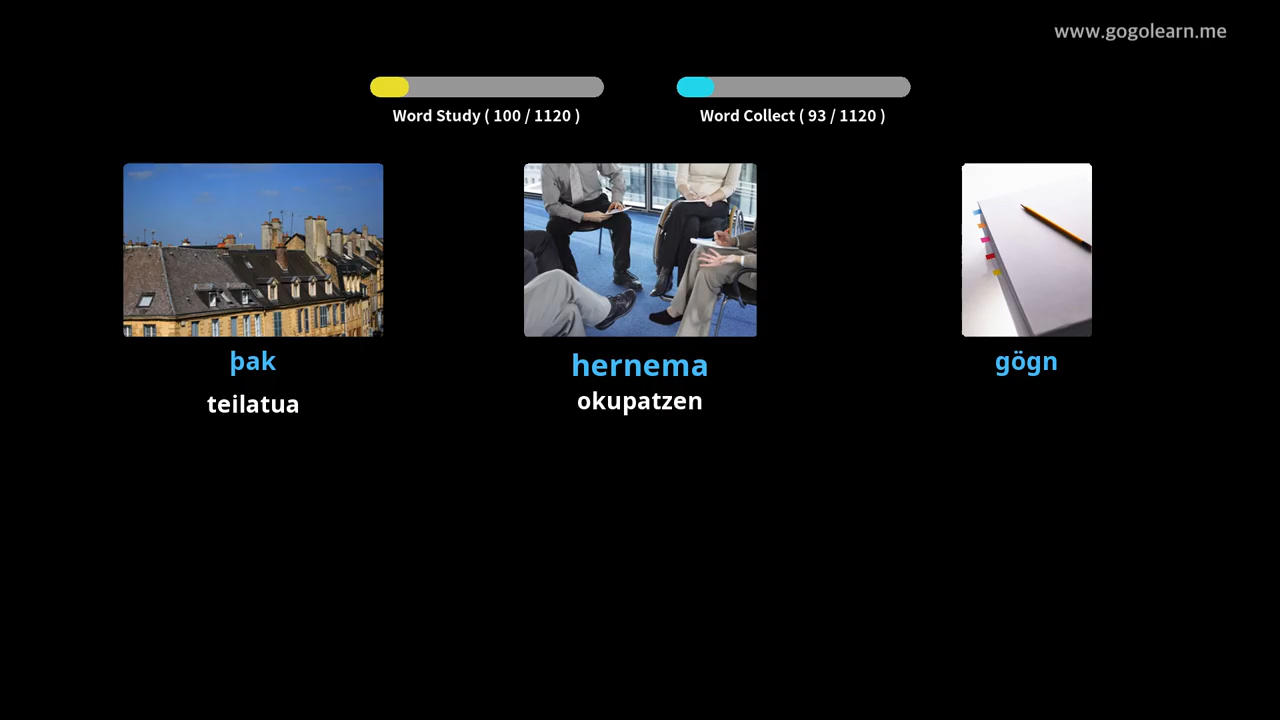 www.gogolearn.me
Word Study ( 100 / 1120 )
Word Collect ( 93 / 1120 )
þak
hernema
gögn
teilatua
okupatzen